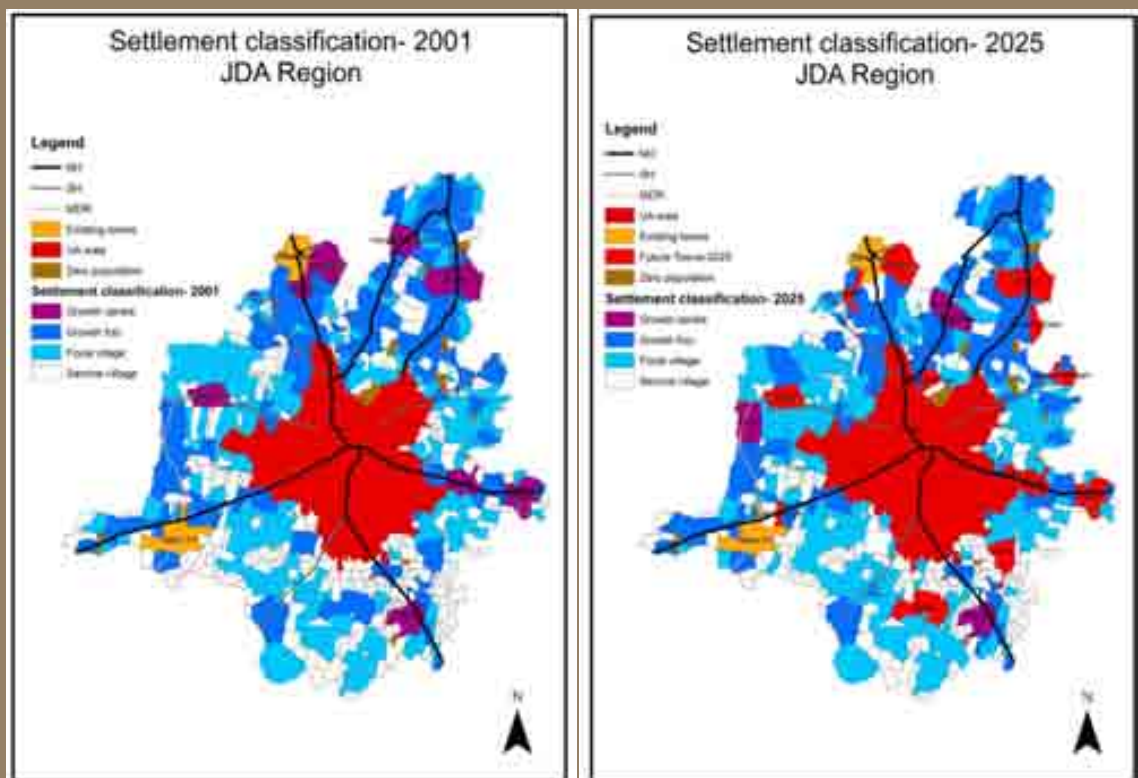 Settlement classification- 2001
JDA Region
Legend
NH
SH
MDR
Existing towns
UA area
Zero population
Settlement classification- 2001
Growth centre
Growth foci
Focal village
Service village
N
Settlement classification- 2025
JDA Region
Legend
NH
SH
MDR
UA area
Existing towns
Future Towns-2025
Zero population
Settlement classification- 2025
Growth centre
Growth foci
Focal village
Service village
N